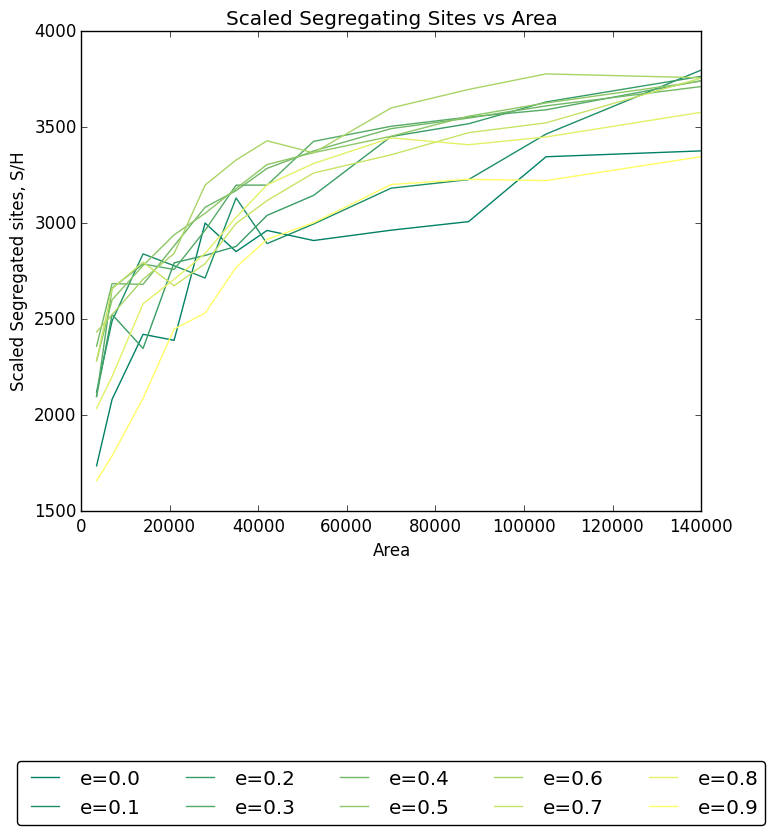 Scaled Segregating Sites vs Area
4000
3500
3000
2500
2000
1500
Scaled Segregated sites, S/H
0 20000 40000 60000 80000 100000 120000 140000
Area
e=0.0 e=0.2 e=0.4 e=0.6 e=0.8
e=0.1 e=0.3 e=0.5 e=0.7 e=0.9